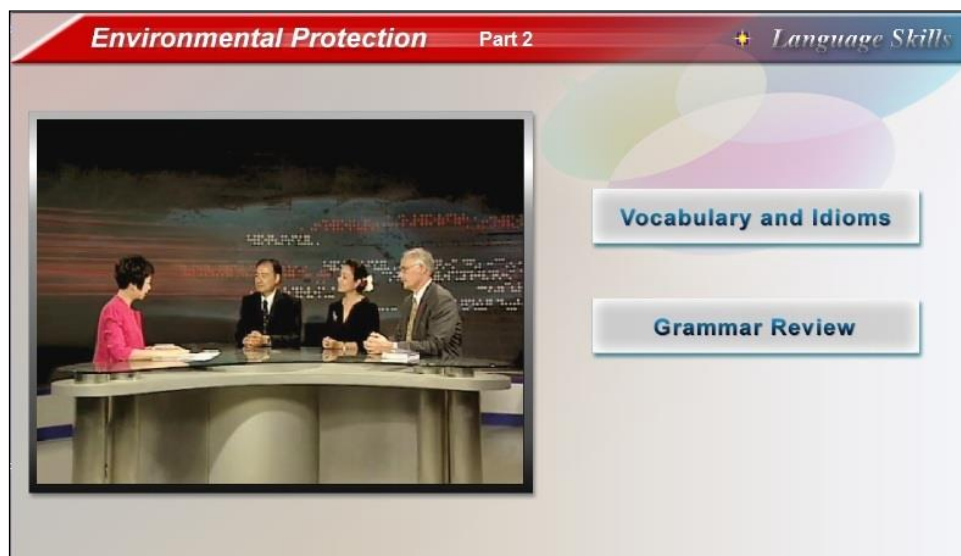 Environmental Protection Part 2 Language Skills
Vocabulary and Idioms
Grammar Review